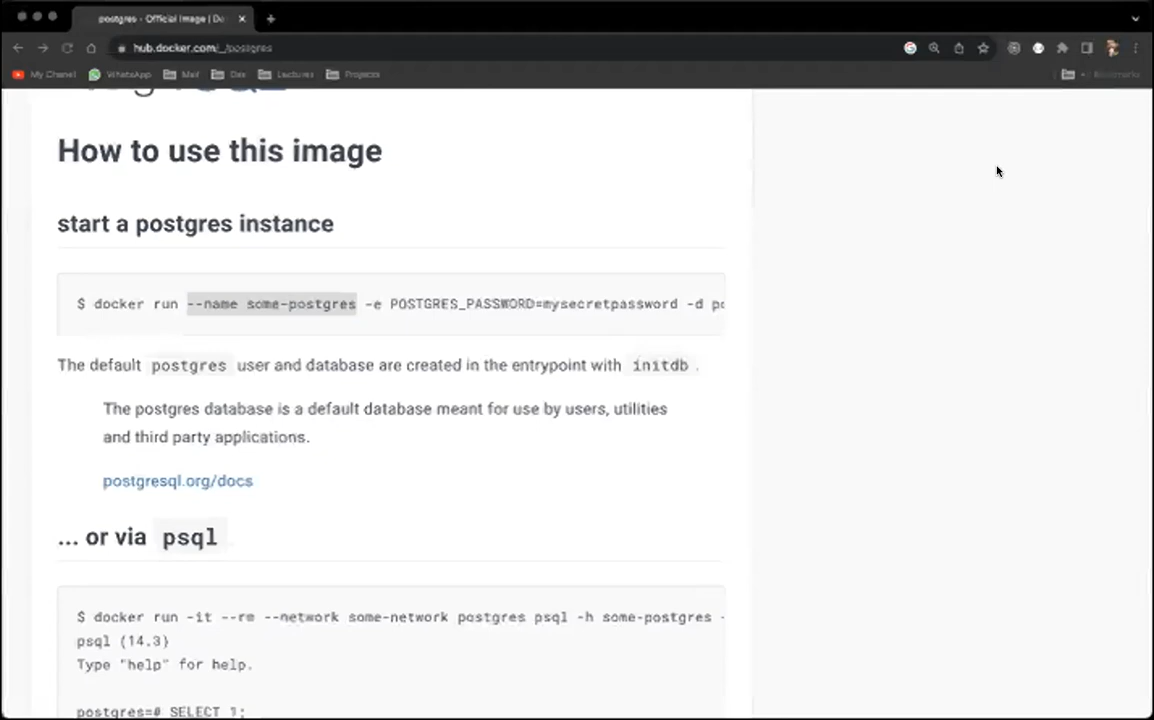 postgres - Official Image | Do
hub.docker.com/_/postgres
My Chanel
WhatsApp
Mail
Dev
Lectures
Projects
Bookmarks
How to use this image
start a postgres instance
$ docker run --name some-postgres -e POSTGRES_PASSWORD=mysecretpassword -d po
The default postgres user and database are created in the entrypoint with initdb .
The postgres database is a default database meant for use by users, utilities
and third party applications.
postgresql.org/docs
... or via psql
$ docker run -it --rm --network some-network postgres psql -h some-postgres -
psql (14.3)
Type "help" for help.
postgres=# SELECT 1;